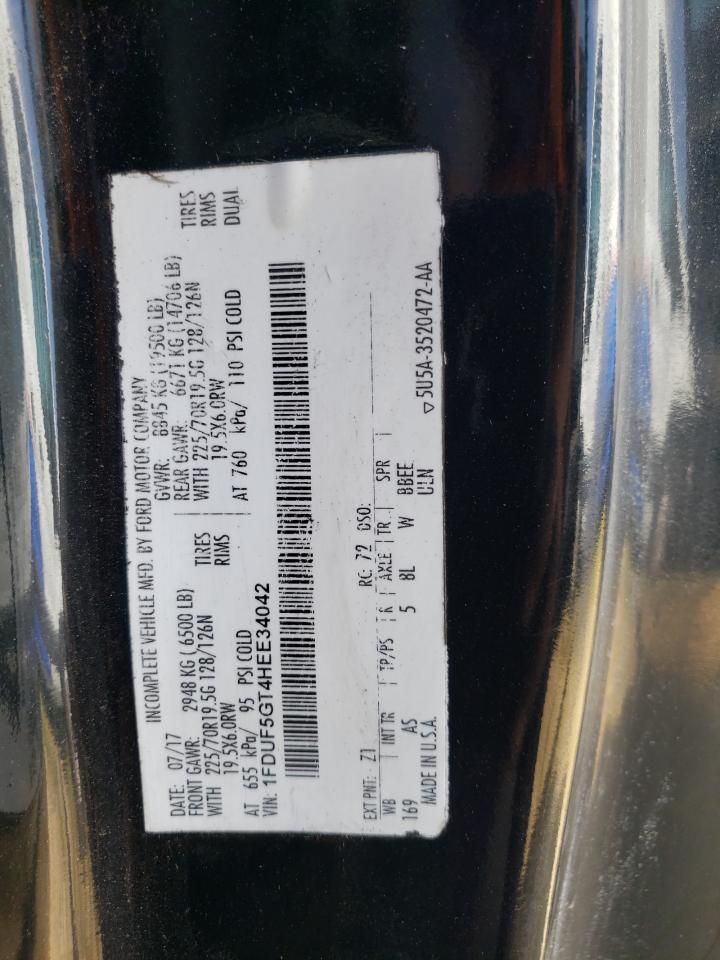 INCOMPLETE VEHICLE MFD. BY FORD MOTOR COMPANY
DATE: 07/17 GVWR: 8845 KG (19500 LB)
FRONT GAWR: 2948 KG ( 6500 LB) REAR GAWR: 6671 KG (14706 LB)
WITH 225/70R19.5G 128/126N TIRES WITH 225/70R19.5G 128/126N TIRES
19.5X6.0RW RIMS 19.5X6.0RW RIMS
AT 655 kPa/ 95 PSI COLD AT 760 kPa/ 110 PSI COLD DUAL
VIN: 1FDUF5GT4HEE34042
EXT PNT: Z1 RC: 72 DSO:
WB INT TR TP/PS R AXLE TR SPR
169 AS 5 8L W BBEE
MADE IN U.S.A. ULN
▽ 5U5A-3520472-AA